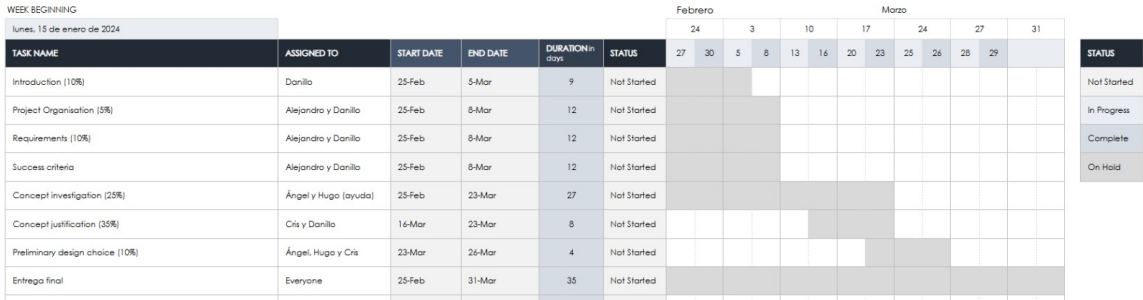 WEEK BEGINNING Febrero Marzo
lunes, 15 de enero de 2024 24 3 10 17 24 27 31
TASK NAME ASSIGNED TO START DATE END DATE DURATION in days STATUS 27 30 5 8 13 16 20 23 25 26 28 29 STATUS
Introduction (10%) Danilo 25-Feb 5-Mar 9 Not Started Not Started
Project Organisation (5%) Alejandro y Danilo 25-Feb 8-Mar 12 Not Started In Progress
Requirements (10%) Alejandro y Danilo 25-Feb 8-Mar 12 Not Started Complete
Success criteria Alejandro y Danilo 25-Feb 8-Mar 12 Not Started On Hold
Concept investigation (25%) Ángel y Hugo (ayuda) 25-Feb 23-Mar 27 Not Started
Concept justification (35%) Cris y Danilo 16-Mar 23-Mar 8 Not Started
Preliminary design choice (10%) Ángel, Hugo y Cris 23-Mar 26-Mar 4 Not Started
Entrega final Everyone 25-Feb 31-Mar 35 Not Started